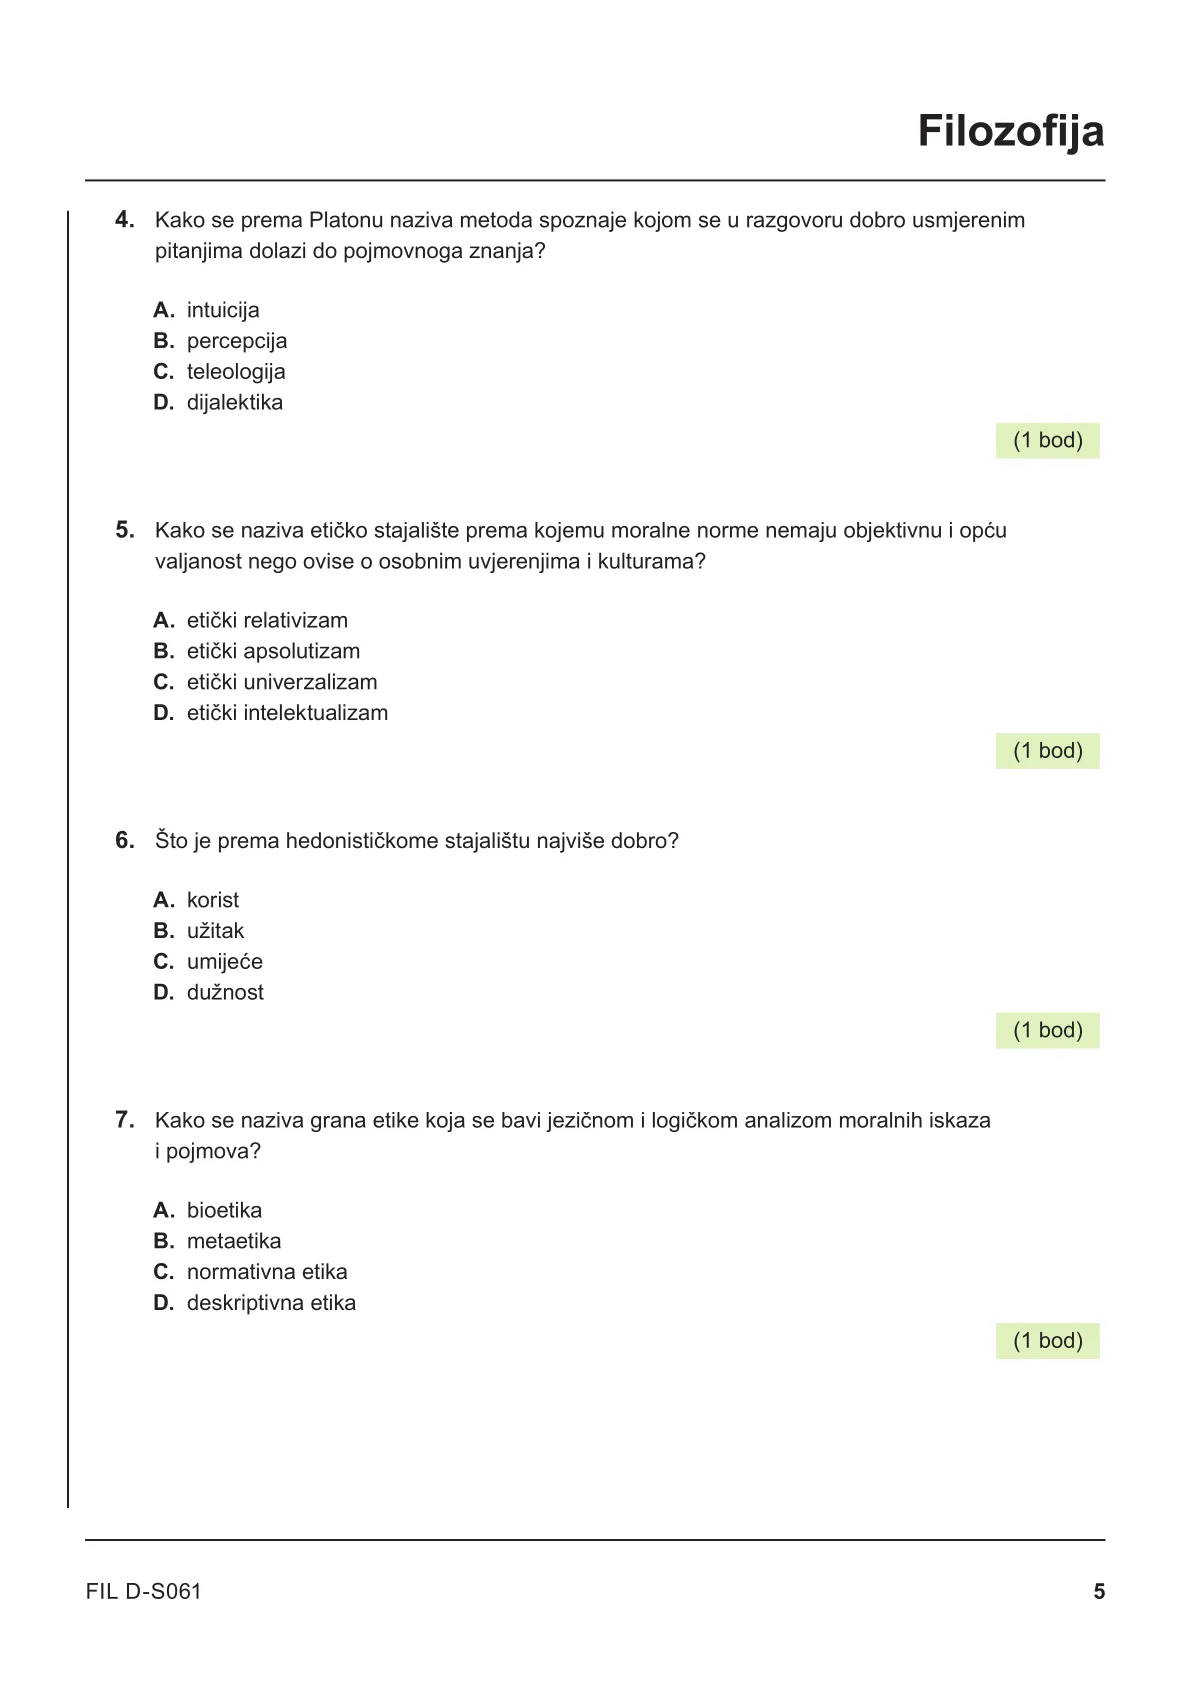 Filozofija
4. Kako se prema Platonu naziva metoda spoznaje kojom se u razgovoru dobro usmjerenim
pitanjima dolazi do pojmovnoga znanja?
A. intuicija
B. percepcija
C. teleologija
D. dijalektika
(1 bod)
5. Kako se naziva etičko stajalište prema kojemu moralne norme nemaju objektivnu i opću
valjanost nego ovise o osobnim uvjerenjima i kulturama?
A. etički relativizam
B. etički apsolutizam
C. etički univerzalizam
D. etički intelektualizam
(1 bod)
6. Što je prema hedonističkome stajalištu najviše dobro?
A. korist
B. užitak
C. umijeće
D. dužnost
(1 bod)
7. Kako se naziva grana etike koja se bavi jezičnom i logičkom analizom moralnih iskaza
i pojmova?
A. bioetika
B. metaetika
C. normativna etika
D. deskriptivna etika
(1 bod)
FIL D-S061
5